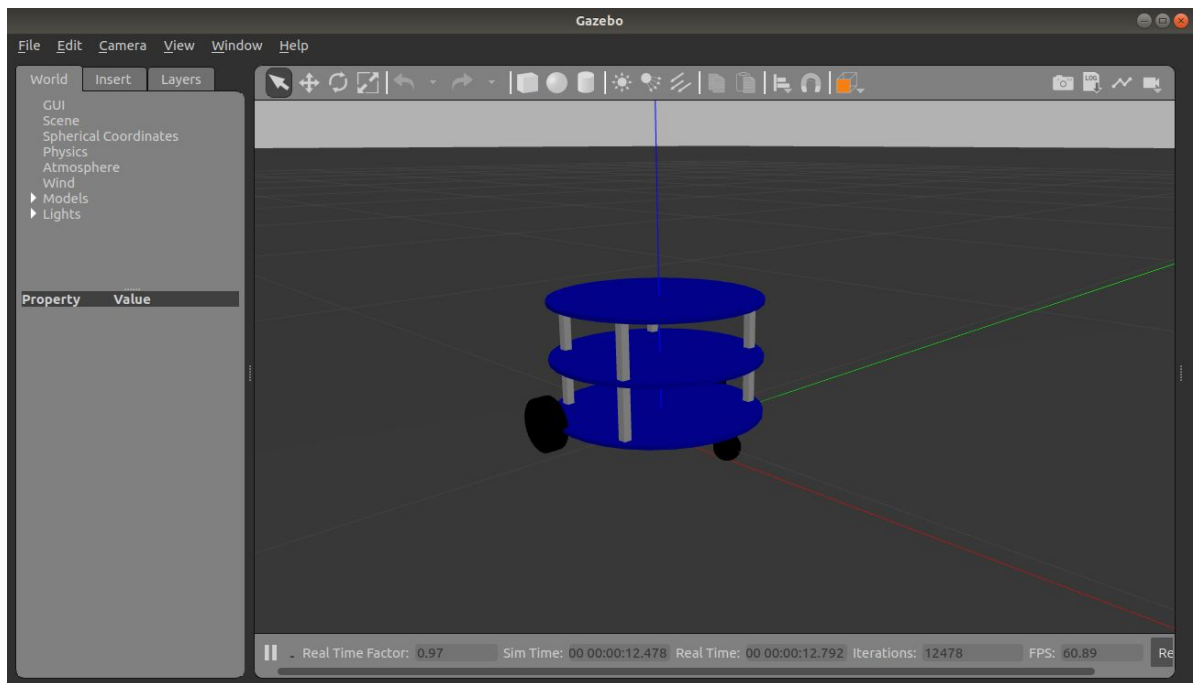 Gazebo
File Edit Camera View Window Help
World Insert Layers
LOG
GUI
Scene
Spherical Coordinates
Physics
Atmosphere
Wind
Models
Lights
Property Value
Real Time Factor: 0.97 Sim Time: 00 00:00:12.478 Real Time: 00 00:00:12.792 Iterations: 12478 FPS: 60.89 Re